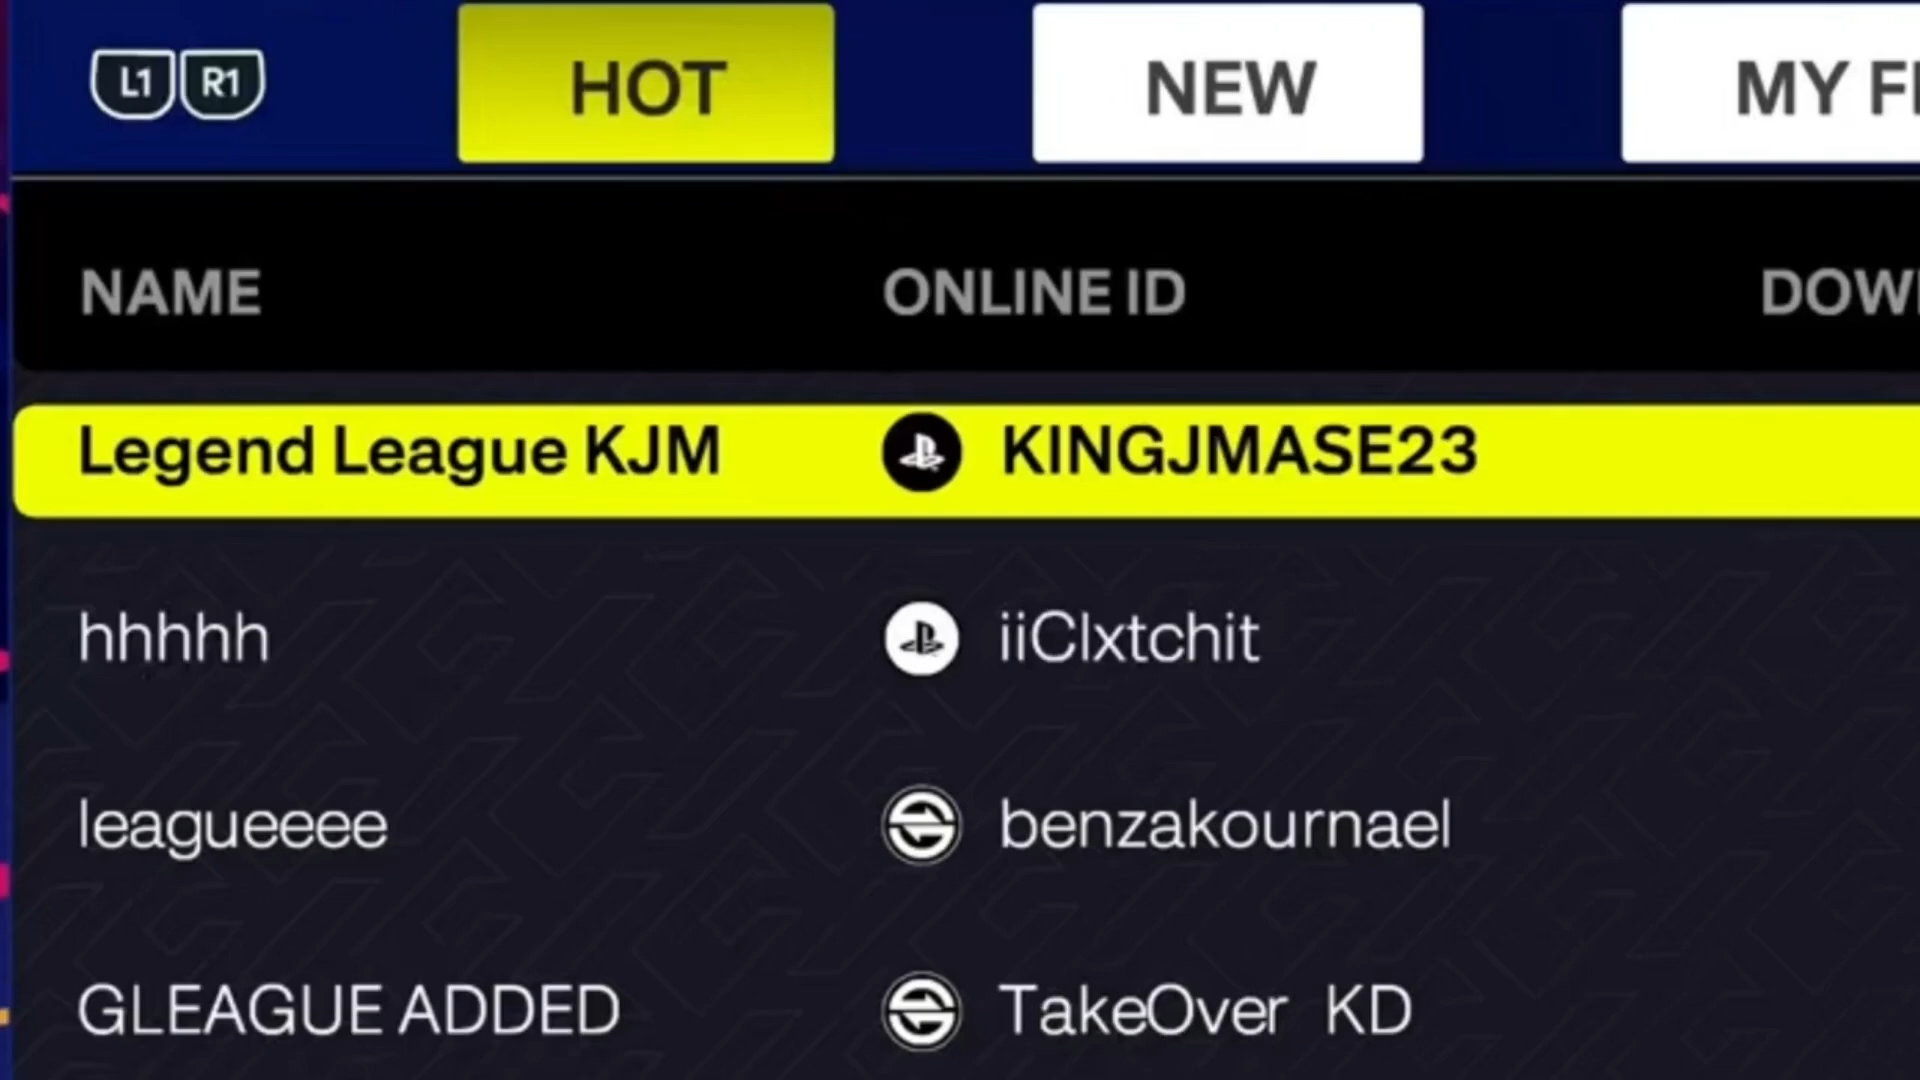 L1 R1 HOT NEW MY
NAME ONLINE ID
Legend League KJM KINGJMASE23
hhhhh iiClxtchit
leagueeee benzakournael
GLEAGUE ADDED TakeOver KD